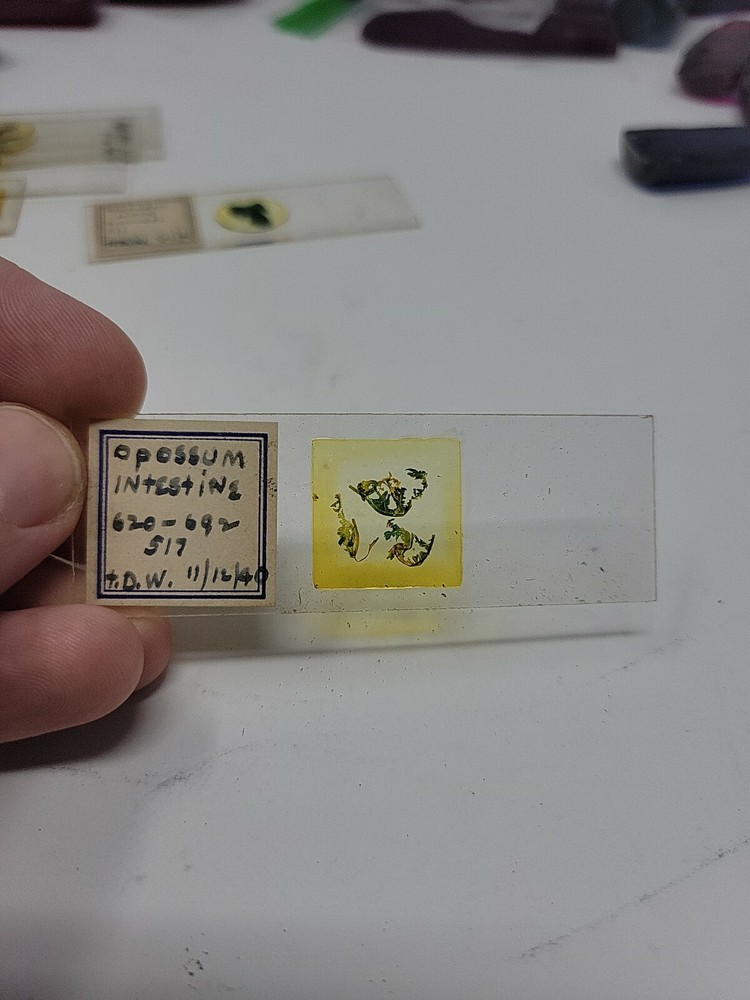 OPOSSUM
INTESTINE
620-692
517
T.D.W. 11/12/40